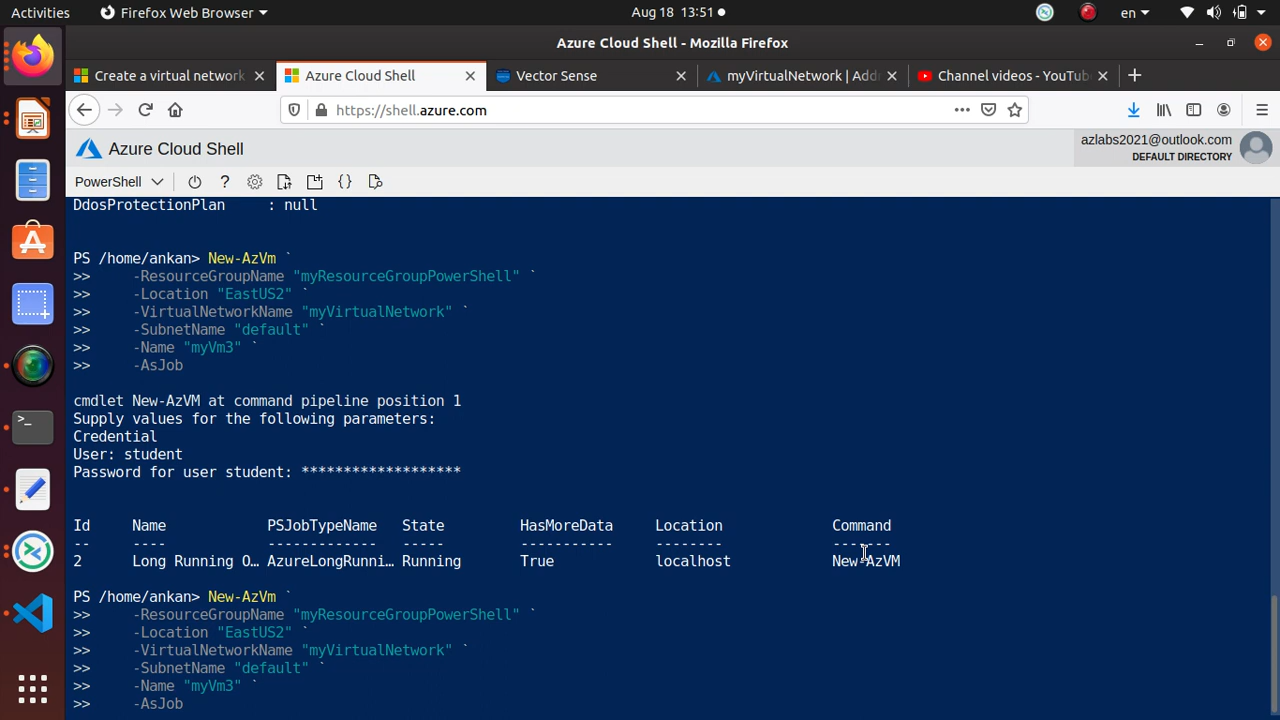 Activities
Firefox Web Browser
Aug 18 13:51
en
Azure Cloud Shell - Mozilla Firefox
Create a virtual network
Azure Cloud Shell
Vector Sense
myVirtualNetwork | Add
Channel videos - YouTub
https://shell.azure.com
Azure Cloud Shell
azlabs2021@outlook.com
DEFAULT DIRECTORY
PowerShell
DdosProtectionPlan     : null
PS /home/ankan> New-AzVm `
>>     -ResourceGroupName "myResourceGroupPowerShell" `
>>     -Location "EastUS2" `
>>     -VirtualNetworkName "myVirtualNetwork" `
>>     -SubnetName "default" `
>>     -Name "myVm3" `
>>     -AsJob
cmdlet New-AzVM at command pipeline position 1
Supply values for the following parameters:
Credential
User: student
Password for user student: *******************
Id     Name            PSJobTypeName   State         HasMoreData     Location             Command
--     ----            -------------   -----         -----------     --------             -------
2      Long Running O… AzureLongRunni… Running       True            localhost            New-AzVM
PS /home/ankan> New-AzVm `
>>     -ResourceGroupName "myResourceGroupPowerShell" `
>>     -Location "EastUS2" `
>>     -VirtualNetworkName "myVirtualNetwork" `
>>     -SubnetName "default" `
>>     -Name "myVm3" `
>>     -AsJob